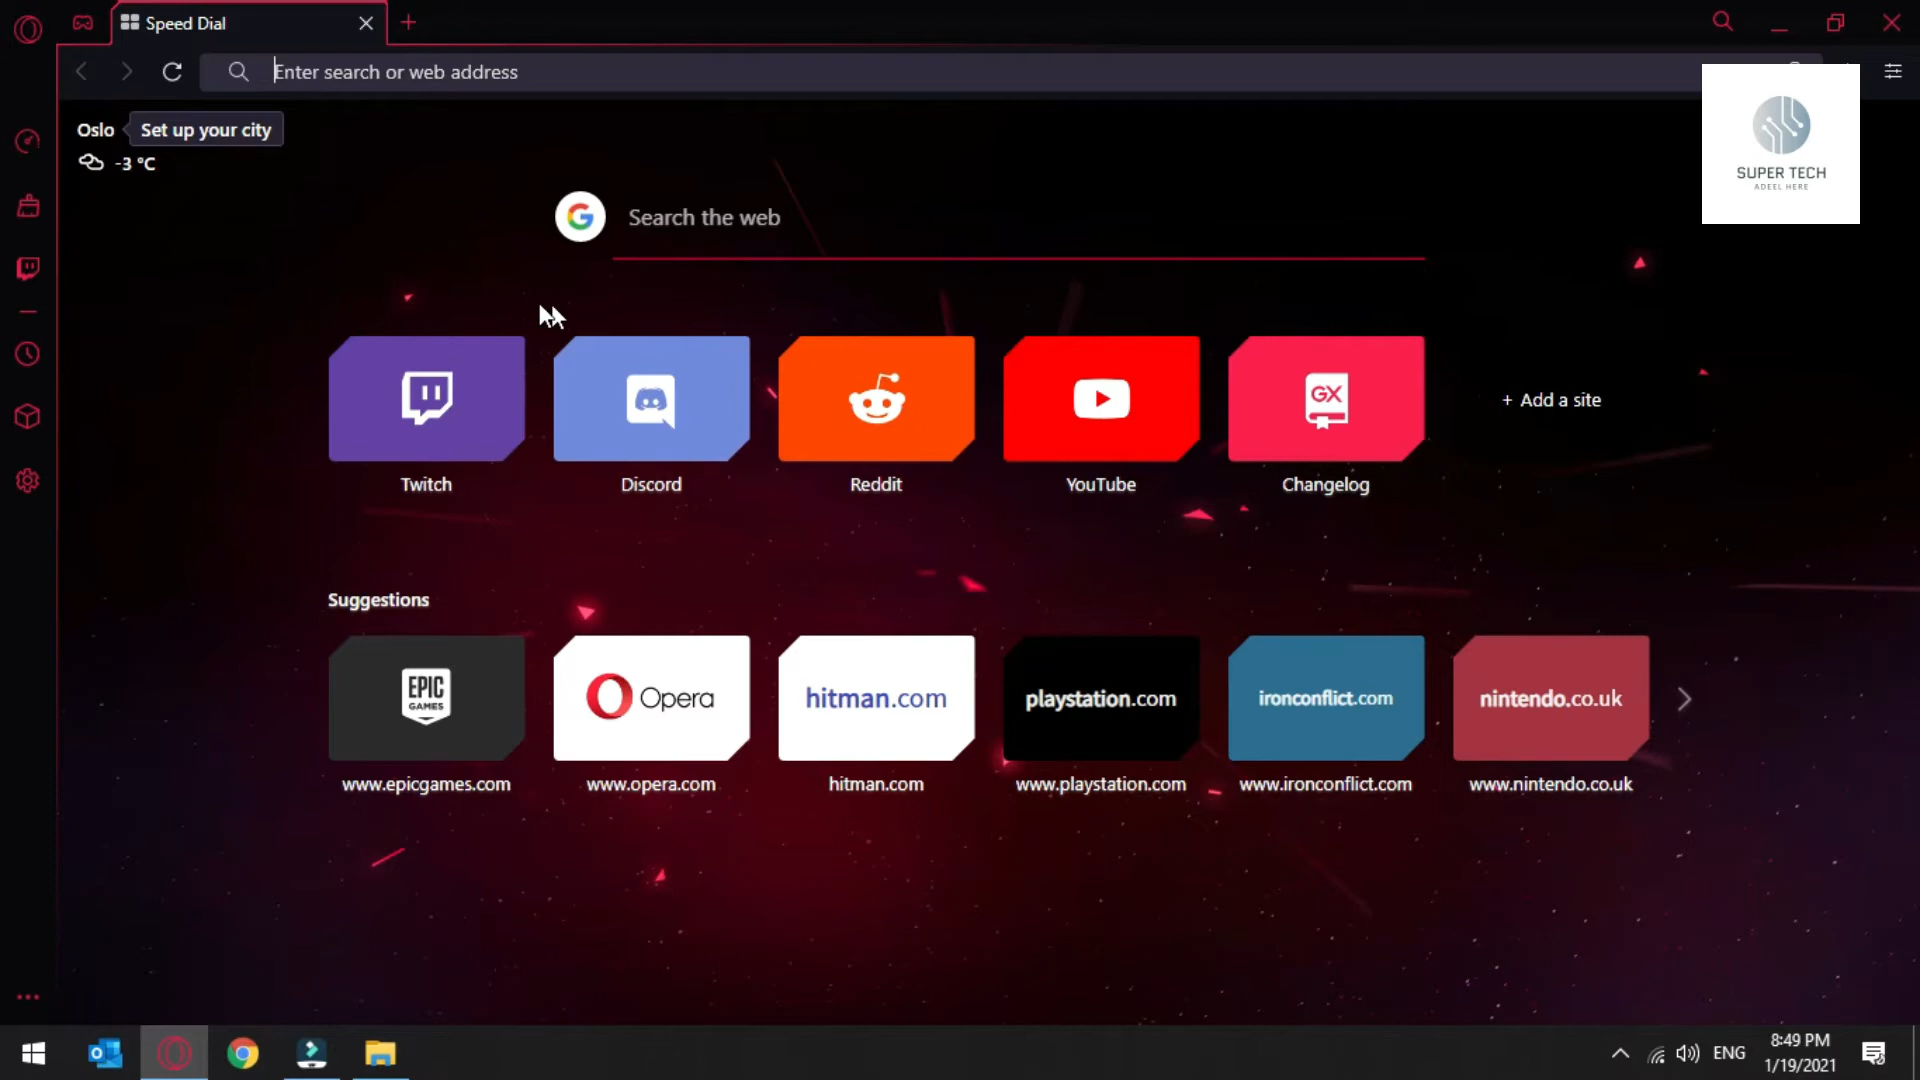 Speed Dial
Enter search or web address
Oslo
Set up your city
-3 °C
SUPER TECH
ADEEL HERE
Search the web
GX
+ Add a site
Twitch
Discord
Reddit
YouTube
Changelog
Suggestions
EPIC
GAMES
Opera
hitman.com
playstation.com
ironconflict.com
nintendo.co.uk
www.epicgames.com
www.opera.com
hitman.com
www.playstation.com
www.ironconflict.com
www.nintendo.co.uk
ENG
8:49 PM
1/19/2021